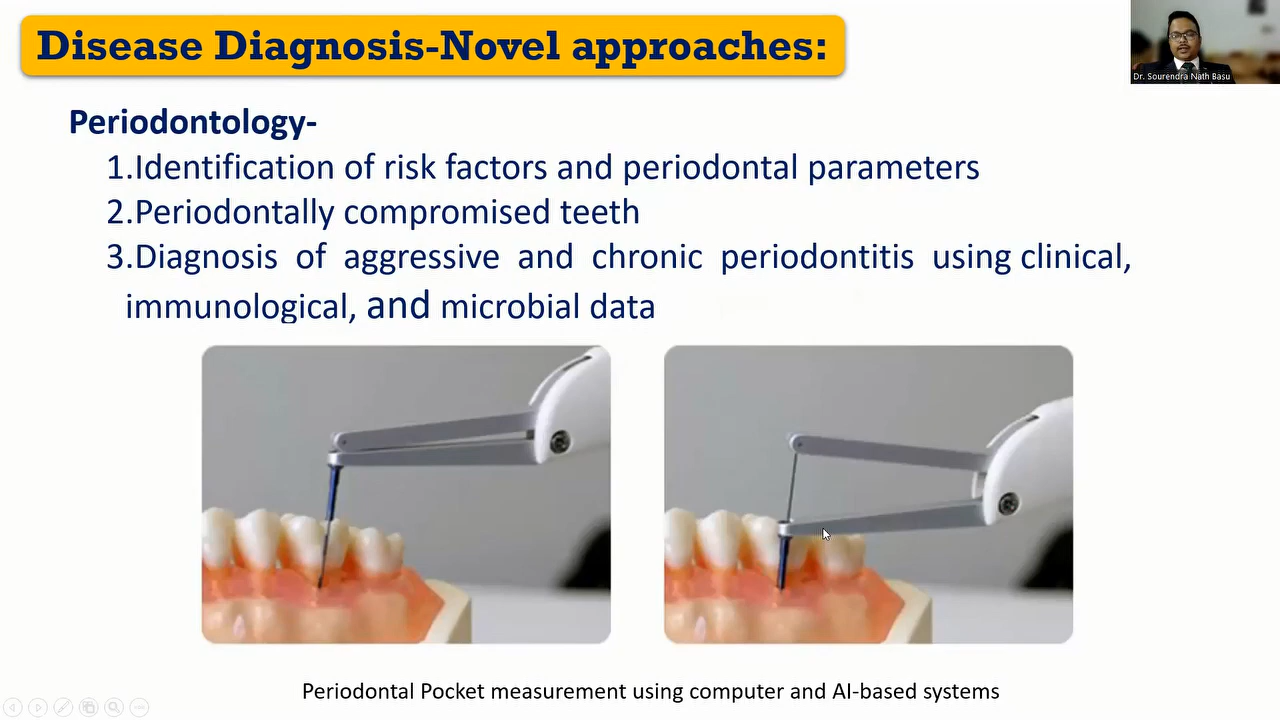 Disease Diagnosis-Novel approaches:
Dr. Sourendra Nath Basu
Periodontology-
1.Identification of risk factors and periodontal parameters
2.Periodontally compromised teeth
3.Diagnosis of aggressive and chronic periodontitis using clinical,
immunological, and microbial data
Periodontal Pocket measurement using computer and AI-based systems